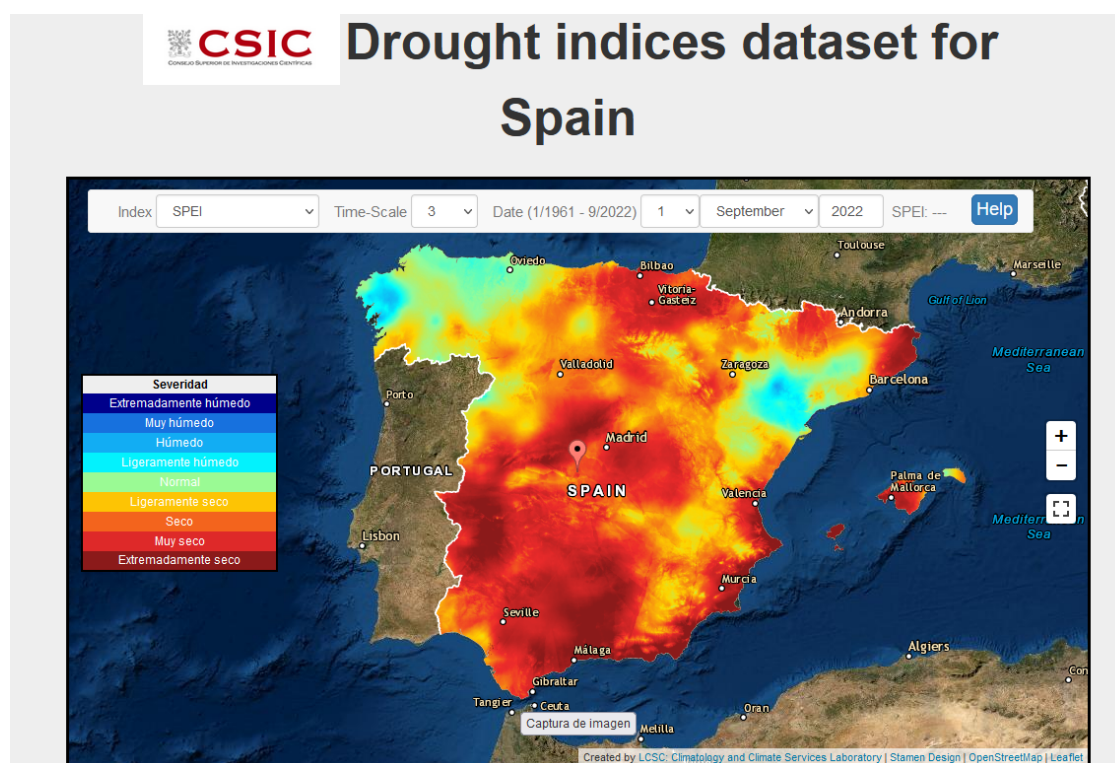 CSIC
CONSEJO SUPERIOR DE INVESTIGACIONES CIENTÍFICAS
Drought indices dataset for
Spain
Index SPEI Time-Scale 3 Date (1/1961 - 9/2022) 1 September 2022 SPEI: --- Help
Toulouse
Oviedo
Bilbao
Marseille
Vitoria-
Gasteiz
Gulf of Lion
Andorra
Mediterranean
Sea
Valladolid
Zaragoza
Barcelona
Severidad
Extremadamente húmedo
Muy húmedo
Húmedo
Ligeramente húmedo
Normal
Ligeramente seco
Seco
Muy seco
Extremadamente seco
Porto
Madrid
+
−
PORTUGAL
SPAIN
Palma de
Mallorca
Valencia
Lisbon
Sea
Murcia
Seville
Málaga
Algiers
Gibraltar
Tangier
Ceuta
Oran
Captura de imagen
Melilla
Created by LCSC: Climatology and Climate Services Laboratory | Stamen Design | OpenStreetMap | Leaflet